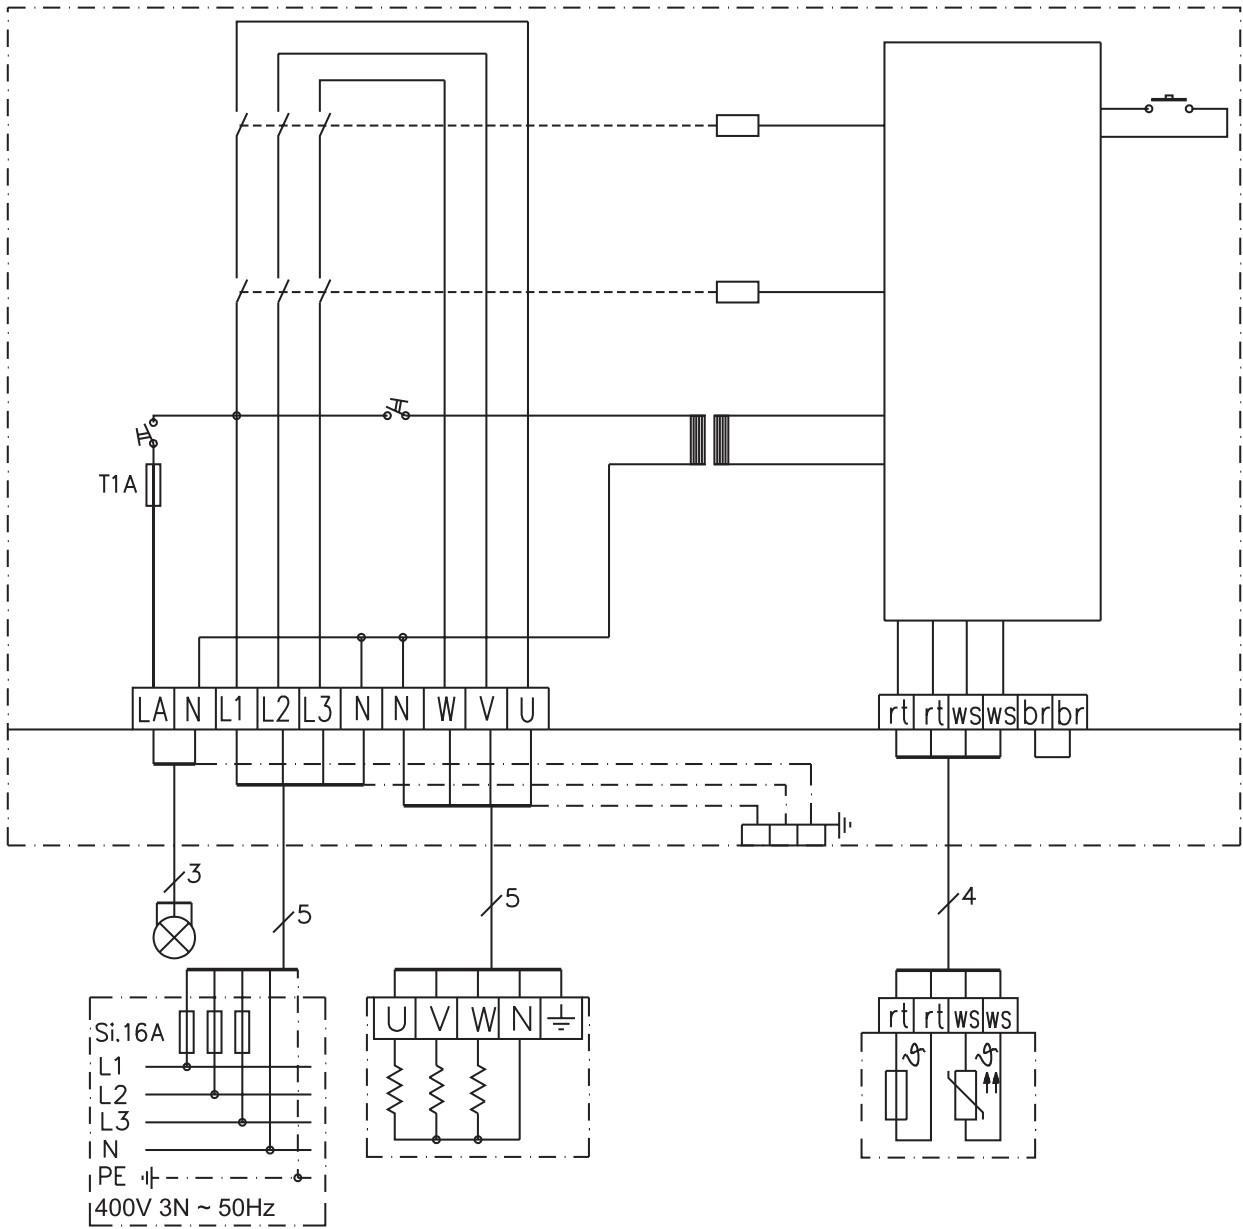 T1A
LA N L1 L2 L3 N N W V U
rt rt ws ws br br
3
5
5
4
U V W N
rt rt ws ws
Si.16A
ϑ ϑ
L1
L2
L3
N
PE
400V 3N ~ 50Hz